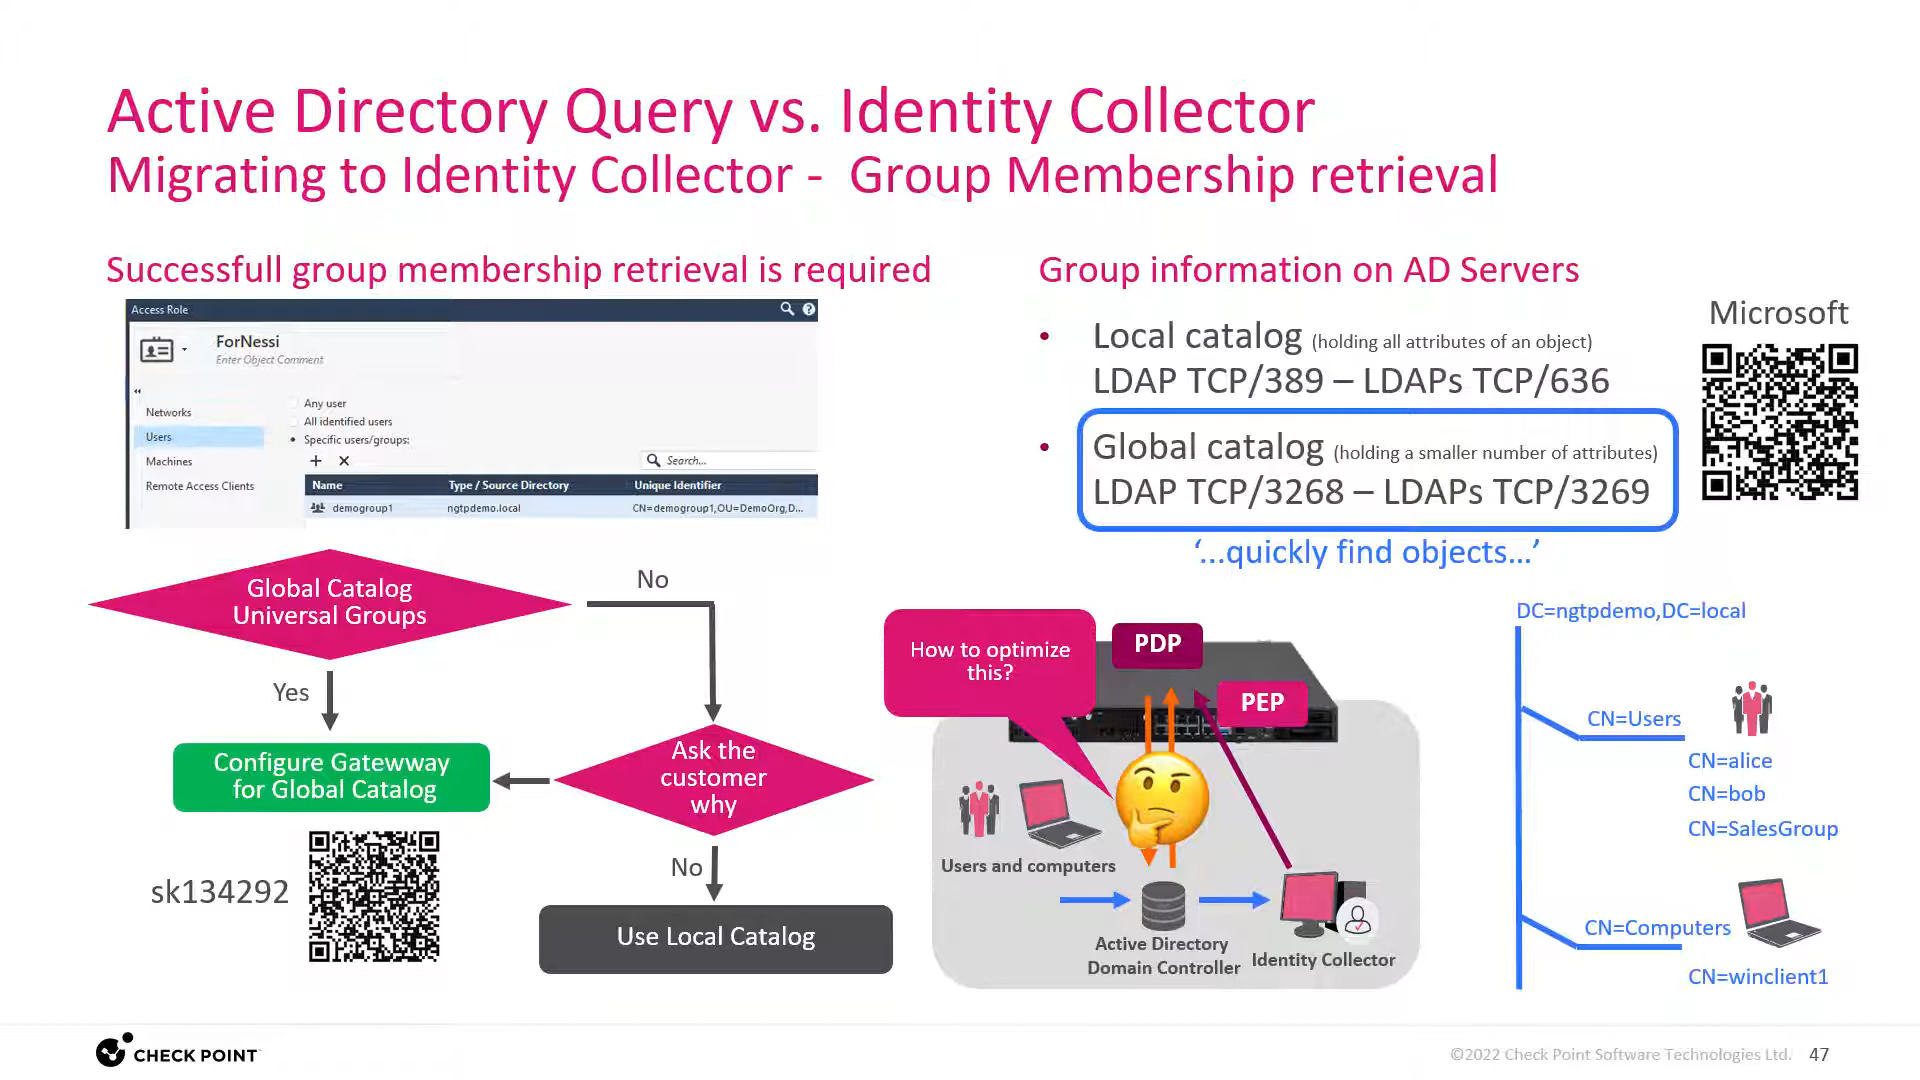 Active Directory Query vs. Identity Collector
Migrating to Identity Collector - Group Membership retrieval
Successfull group membership retrieval is required
Access Role
ForNessi
Enter Object Comment
Networks
Users
Machines
Remote Access Clients
Any user
All identified users
Specific users/groups:
Search...
Name Type / Source Directory Unique Identifier
demogroup1 ngtpdemo.local CN=demogroup1,OU=DemoOrg,D...
Global Catalog
Universal Groups
No
Yes
Configure Gatewway
for Global Catalog
Ask the
customer
why
No
Use Local Catalog
sk134292
Group information on AD Servers
• Local catalog (holding all attributes of an object)
LDAP TCP/389 – LDAPs TCP/636
• Global catalog (holding a smaller number of attributes)
LDAP TCP/3268 – LDAPs TCP/3269
‘...quickly find objects...’
Microsoft
How to optimize
this?
PDP
PEP
Users and computers
Active Directory
Domain Controller
Identity Collector
DC=ngtpdemo,DC=local
CN=Users
CN=alice
CN=bob
CN=SalesGroup
CN=Computers
CN=winclient1
CHECK POINT
©2022 Check Point Software Technologies Ltd. 47